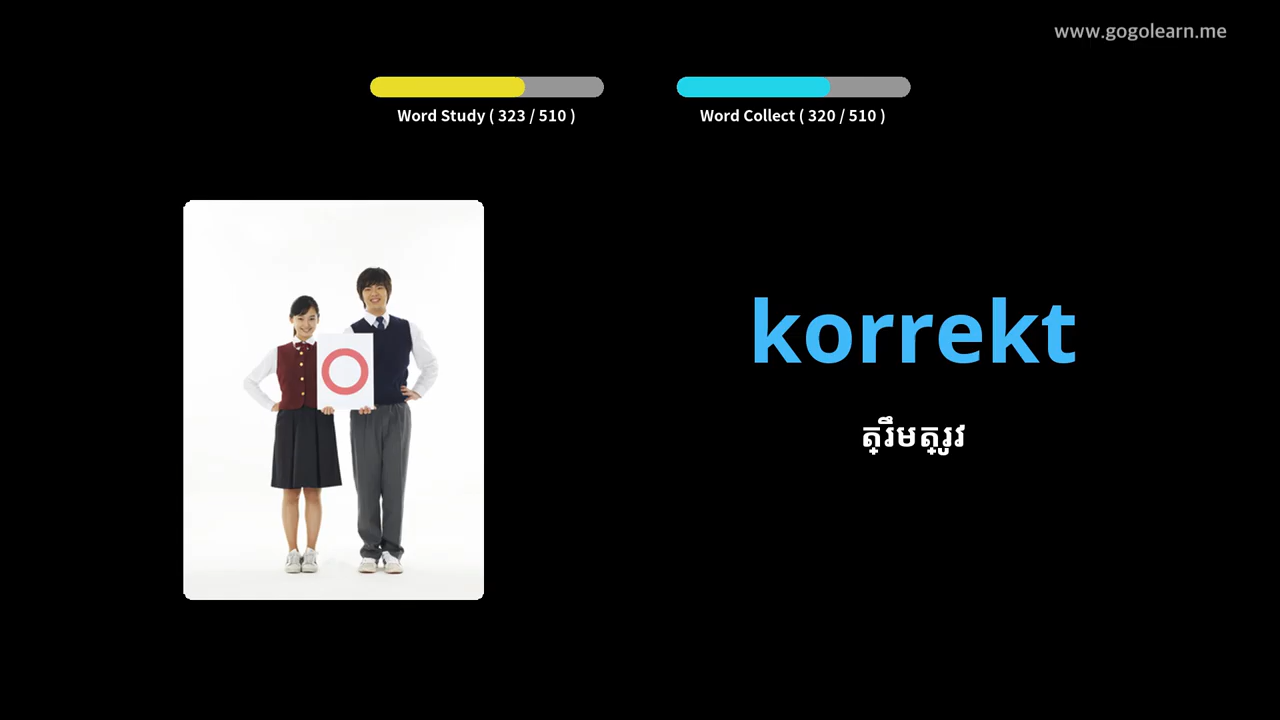 www.gogolearn.me
Word Study ( 323 / 510 )
Word Collect ( 320 / 510 )
korrekt
ត្រឹមត្រូវ